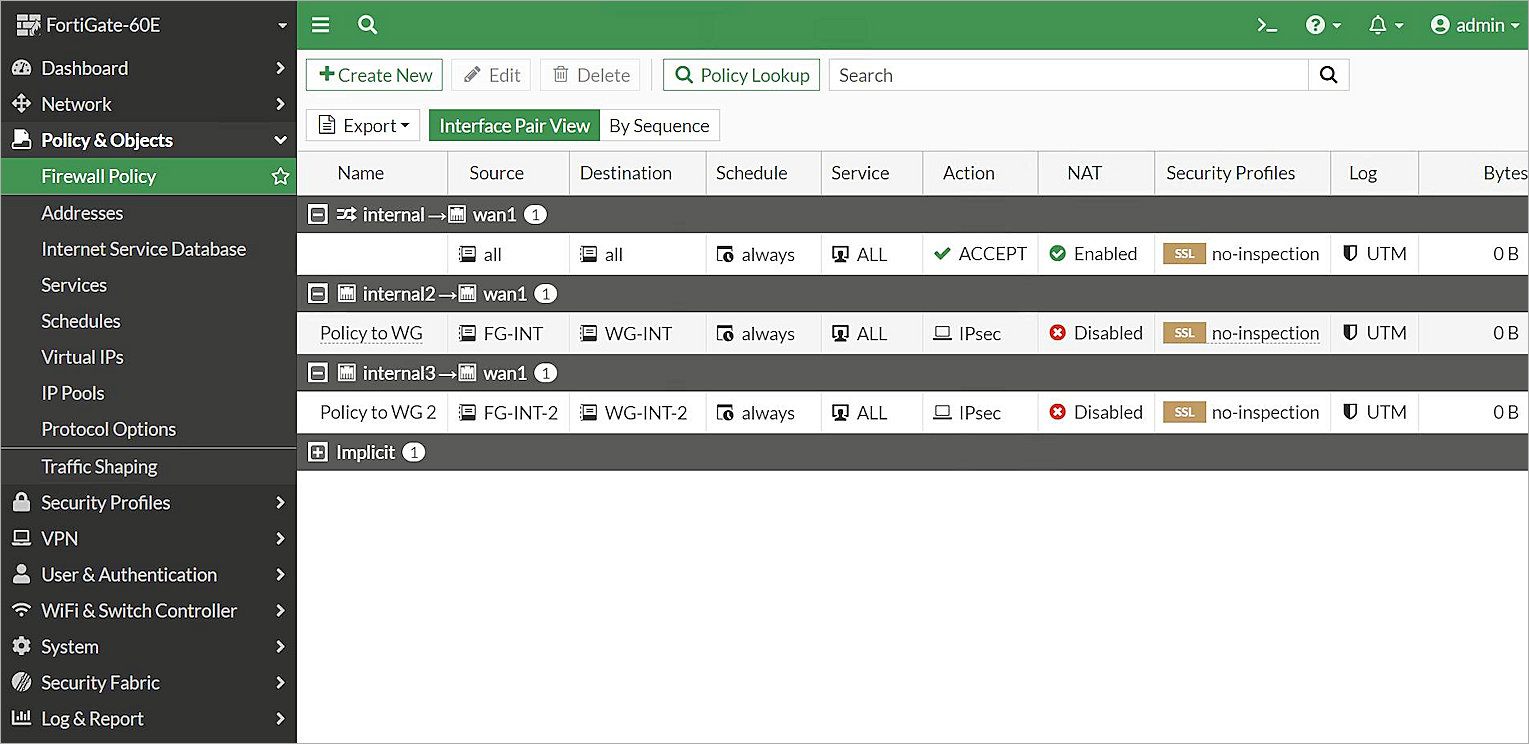 FortiGate-60E
admin
Dashboard
Network
Policy & Objects
Firewall Policy
Addresses
Internet Service Database
Services
Schedules
Virtual IPs
IP Pools
Protocol Options
Traffic Shaping
Security Profiles
VPN
User & Authentication
WiFi & Switch Controller
System
Security Fabric
Log & Report
Create New Edit Delete Policy Lookup Search
Export Interface Pair View By Sequence
Name Source Destination Schedule Service Action NAT Security Profiles Log Bytes
internal → wan1 1
all all always ALL ACCEPT Enabled SSL no-inspection UTM 0 B
internal2 → wan1 1
Policy to WG FG-INT WG-INT always ALL IPsec Disabled SSL no-inspection UTM 0 B
internal3 → wan1 1
Policy to WG 2 FG-INT-2 WG-INT-2 always ALL IPsec Disabled SSL no-inspection UTM 0 B
Implicit 1